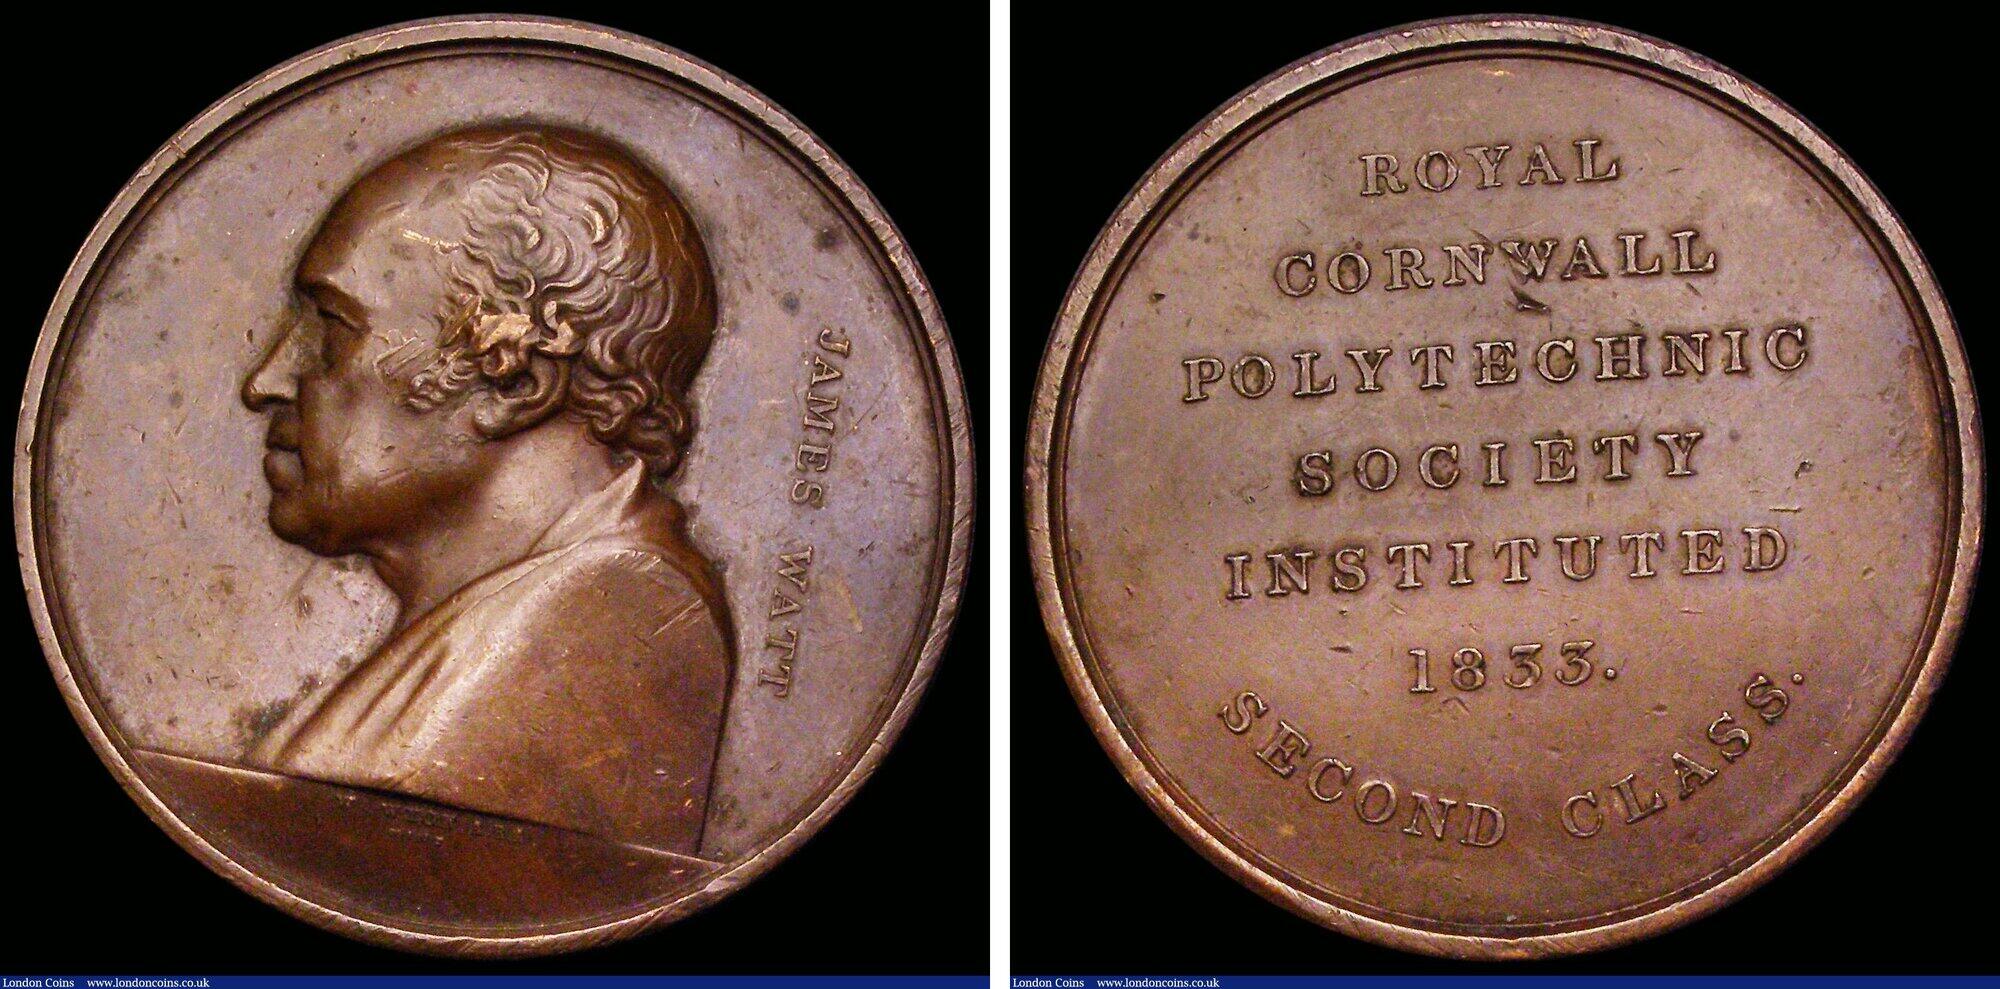 JAMES WATT
ROYAL
CORNWALL
POLYTECHNIC
SOCIETY
INSTITUTED
1833.
SECOND CLASS.
London Coins www.londoncoins.co.uk
London Coins www.londoncoins.co.uk